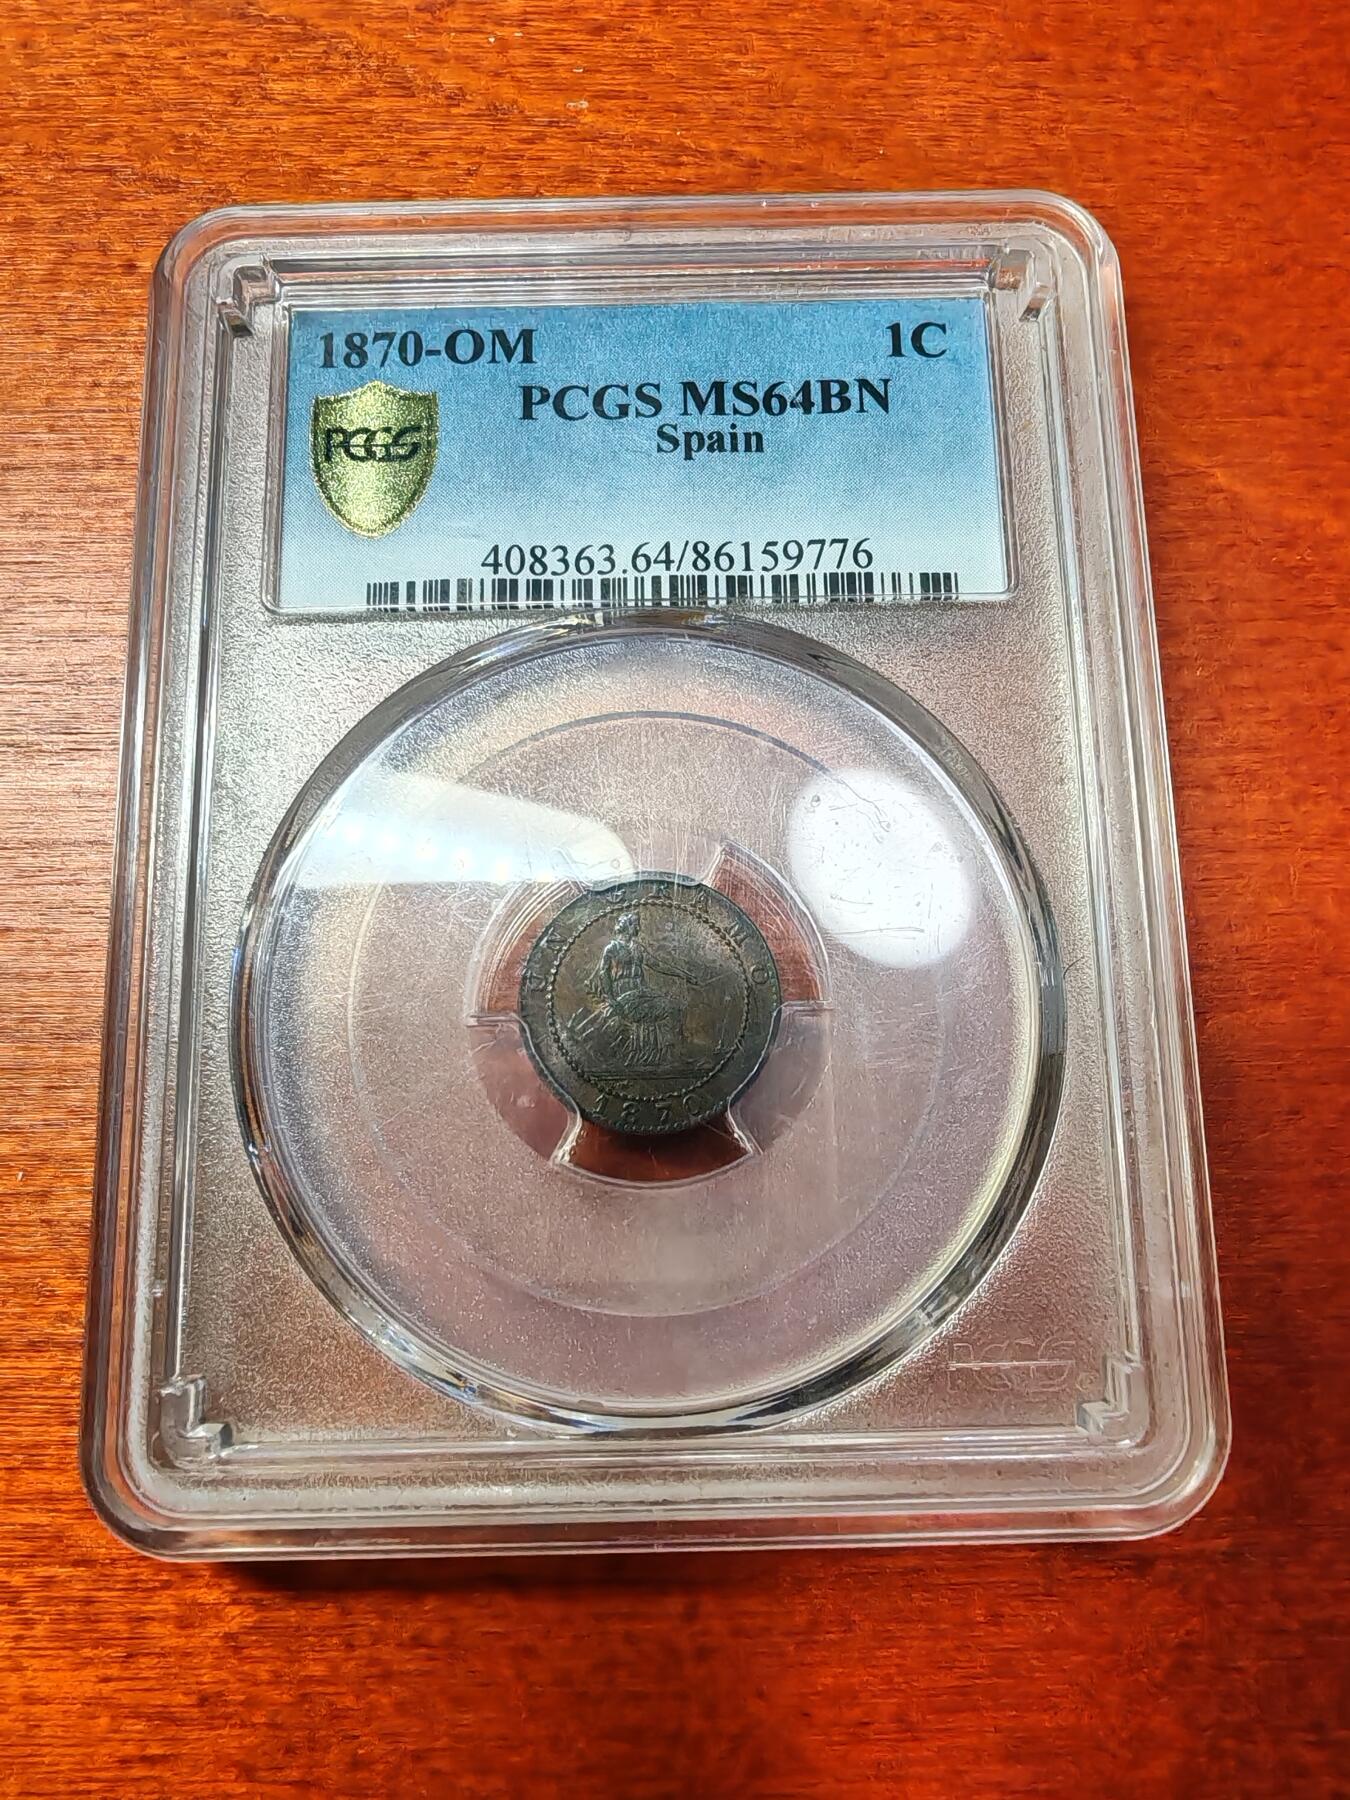 1870-OM 1C
PCGS MS64BN
Spain
PCGS
408363.64/86159776
UN GRAMO
1870
PCGS